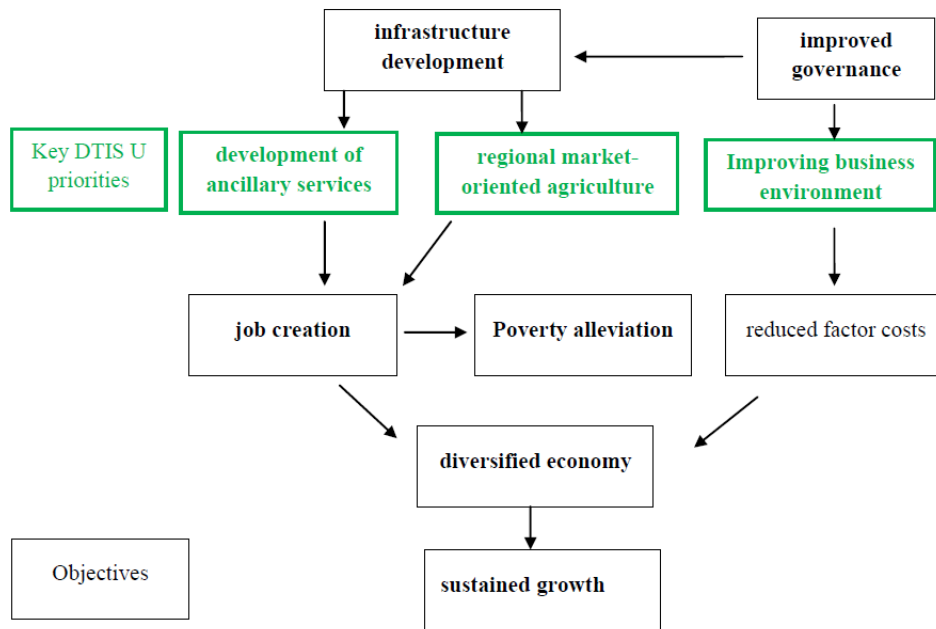 infrastructure
development
improved
governance
Key DTIS U
priorities
development of
ancillary services
regional market-
oriented agriculture
Improving business
environment
job creation
Poverty alleviation
reduced factor costs
diversified economy
Objectives
sustained growth